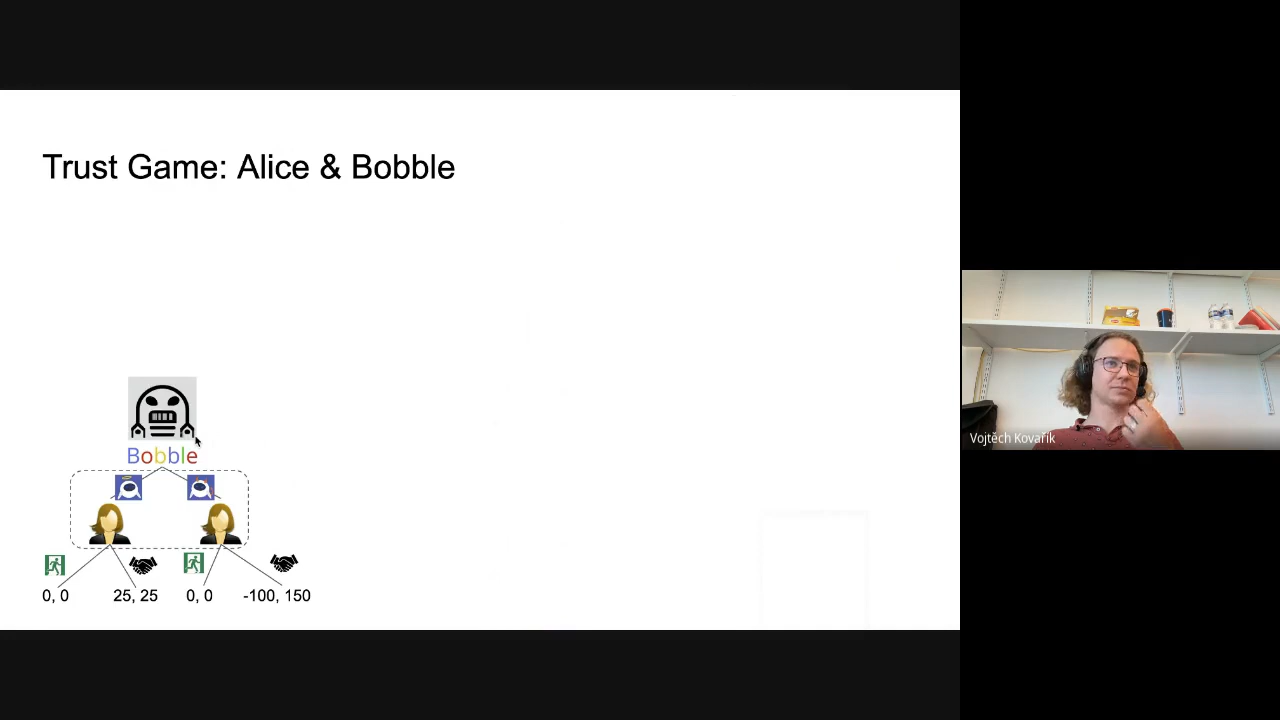 Trust Game: Alice & Bobble
Bobble
0, 0
25, 25
0, 0
-100, 150
Vojtěch Kovařík